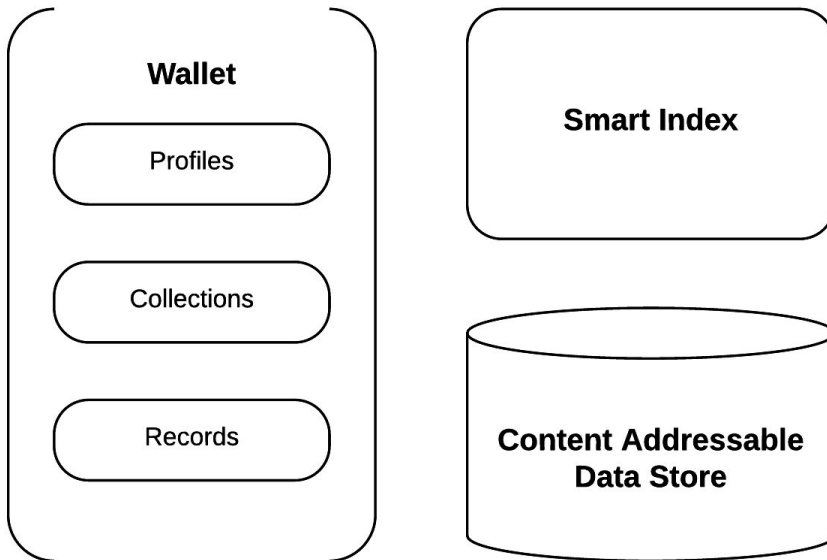 Wallet
Profiles
Collections
Records
Smart Index
Content Addressable
Data Store